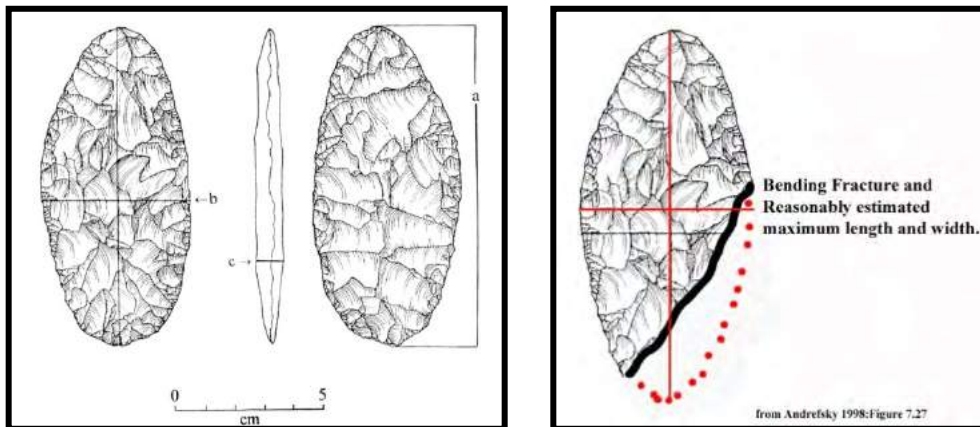 a
b
c
0 5
cm
Bending Fracture and
Reasonably estimated
maximum length and width.
from Andrefsky 1998:Figure 7.27